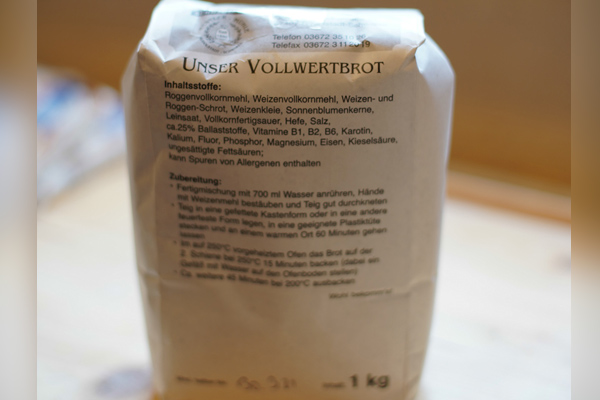 Telefon 03672
Telefax 03672
UNSER VOLLWERTBROT
Inhaltsstoffe:
Roggenvollkornmehl, Weizenvollkornmehl, Weizen- und
Roggen-Schrot, Weizenkleie, Sonnenblumenkerne,
Leinsaat, Vollkornfertigsauer, Hefe, Salz,
ca.25% Ballaststoffe, Vitamine B1, B2, B6, Karotin,
Kalium, Fluor, Phosphor, Magnesium, Eisen, Kieselsäure,
ungesättigte Fettsäuren;
kann Spuren von Allergenen enthalten
Zubereitung:
- Fertigmischung mit 700 ml Wasser anrühren, Hände
mit Weizenmehl bestäuben und Teig gut durchkneten
- Teig in eine gefettete Kastenform oder in eine andere
feuerfeste Form legen, in eine geeignete Plastiktüte
stecken und an einem warmen Ort 60 Minuten gehen
lassen
- Im auf 250°C vorgeheiztem Ofen das Brot auf der
2. Schiene bei 250°C 15 Minuten backen (dabei ein
Gefäß mit Wasser auf den Ofenboden stellen)
- Ca. weitere 45 Minuten bei 200°C ausbacken
1 kg